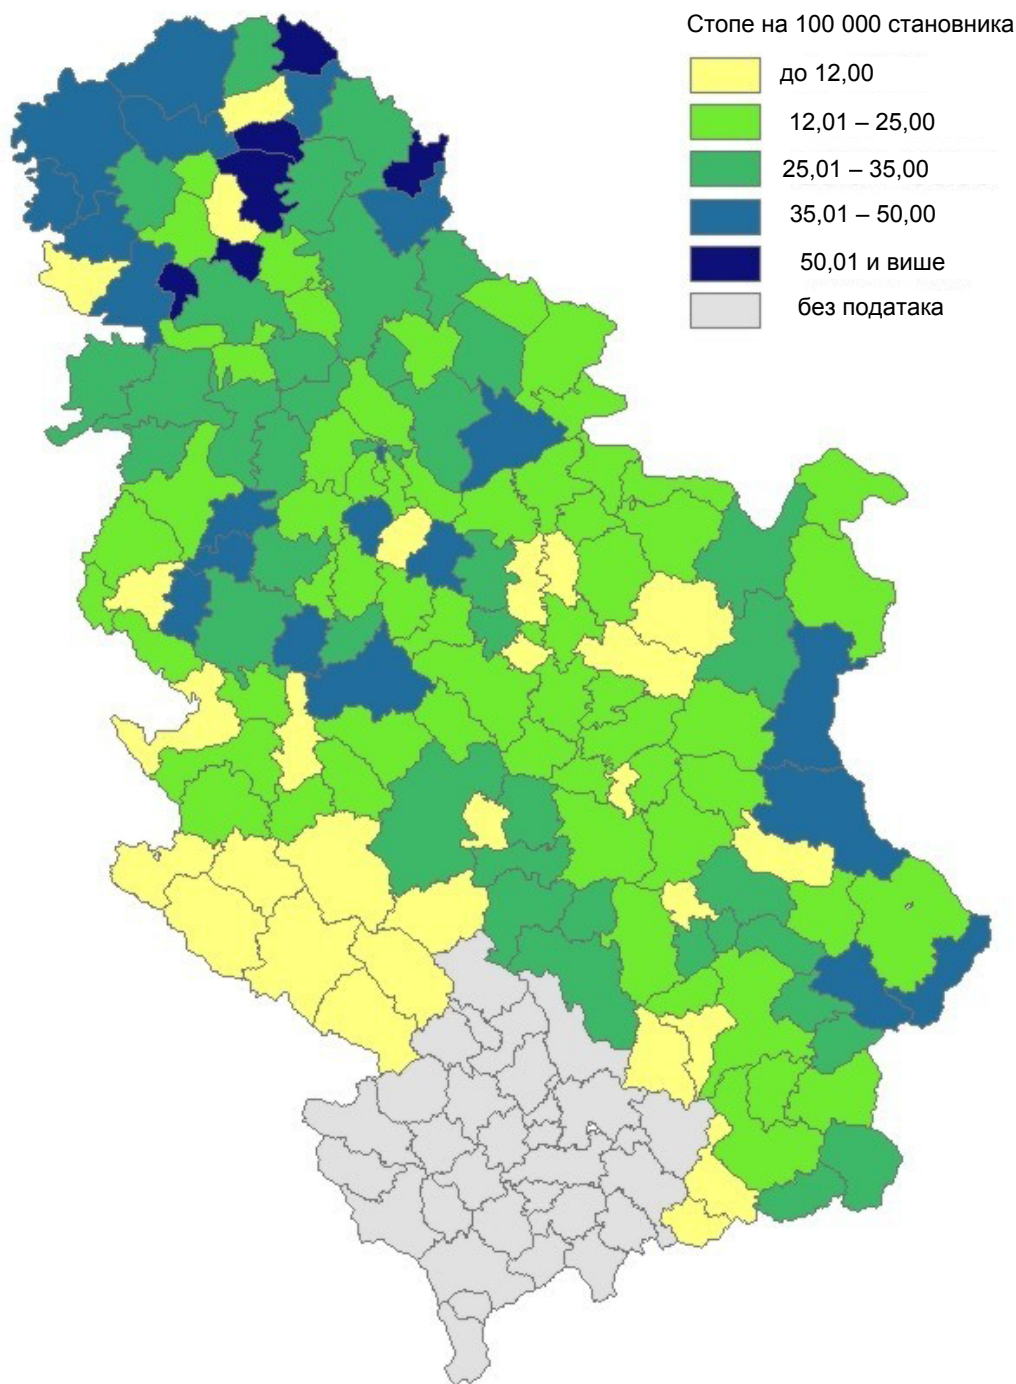 Стопе на 100 000 становника
до 12,00
12,01 – 25,00
25,01 – 35,00
35,01 – 50,00
50,01 и више
без података